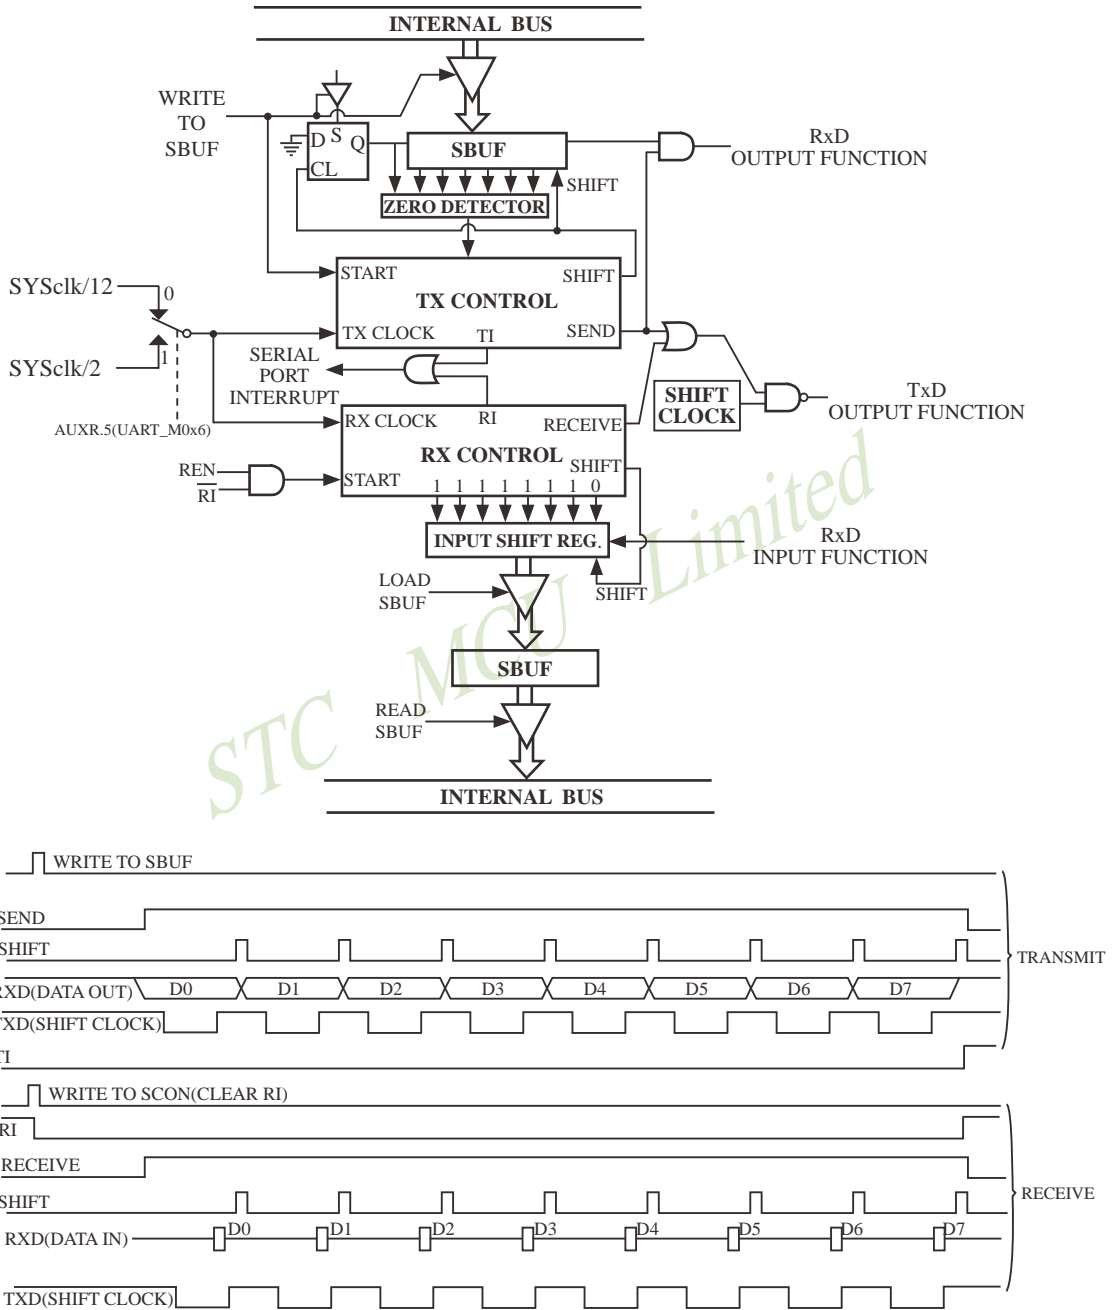 INTERNAL BUS
WRITE
TO
SBUF
D S Q
CL
SBUF
RxD
OUTPUT FUNCTION
SHIFT
ZERO DETECTOR
START
SHIFT
TX CONTROL
SYSclk/12
0
TX CLOCK
TI
SEND
SYSclk/2
1
SERIAL
PORT
INTERRUPT
SHIFT
CLOCK
TxD
OUTPUT FUNCTION
AUXR.5(UART_M0x6)
RX CLOCK
RI
RECEIVE
RX CONTROL
REN
RI
START
SHIFT
1 1 1 1 1 1 1 0
INPUT SHIFT REG.
RxD
INPUT FUNCTION
LOAD
SBUF
SHIFT
SBUF
READ
SBUF
INTERNAL BUS
STC MCU Limited
WRITE TO SBUF
SEND
SHIFT
TRANSMIT
RXD(DATA OUT) D0 D1 D2 D3 D4 D5 D6 D7
TXD(SHIFT CLOCK)
TI
WRITE TO SCON(CLEAR RI)
RI
RECEIVE
SHIFT
RECEIVE
RXD(DATA IN) D0 D1 D2 D3 D4 D5 D6 D7
TXD(SHIFT CLOCK)